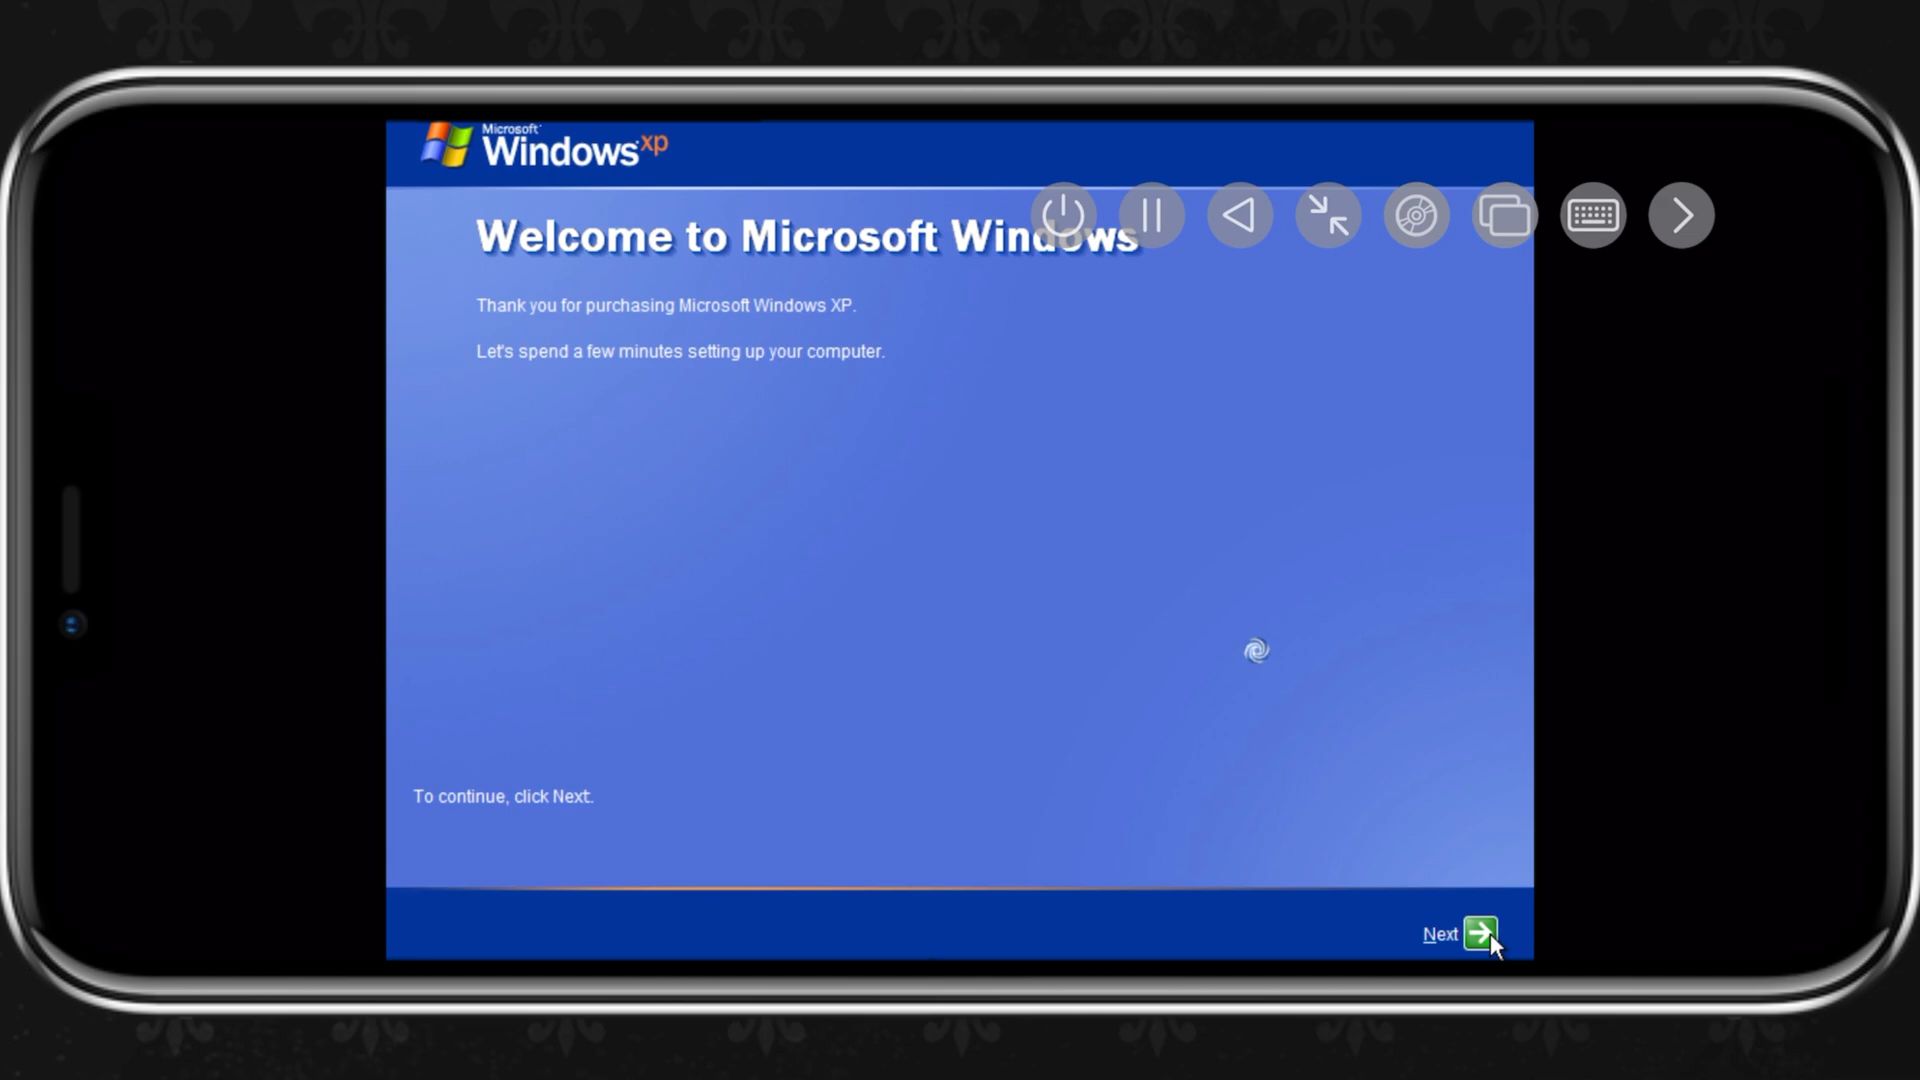 Microsoft
Windows xp
Welcome to Microsoft Windows
Thank you for purchasing Microsoft Windows XP.
Let's spend a few minutes setting up your computer.
To continue, click Next.
Next